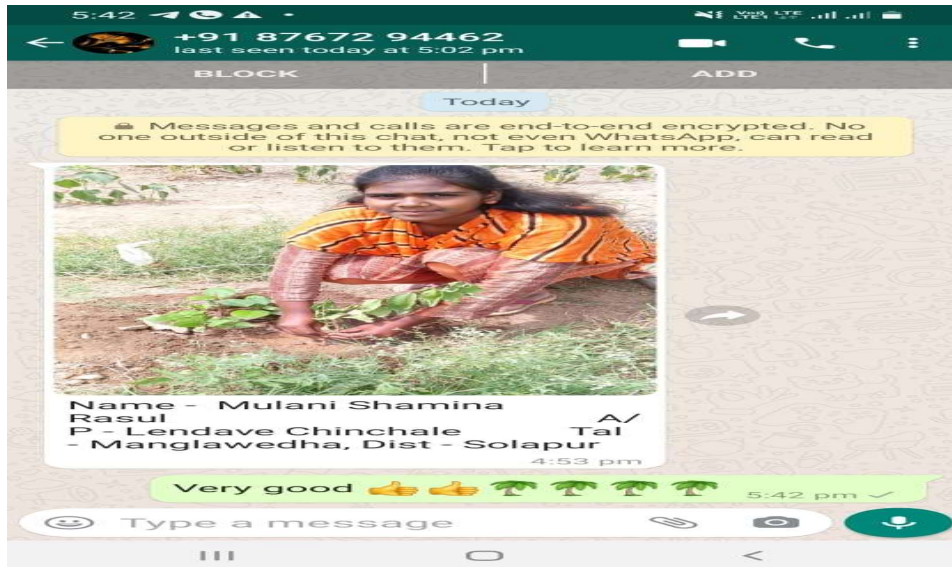 5:42
Vo)) LTE
LTE1
+91 87672 94462
last seen today at 5:02 pm
BLOCK | ADD
Today
Messages and calls are end-to-end encrypted. No
one outside of this chat, not even WhatsApp, can read
or listen to them. Tap to learn more.
Name - Mulani Shamina
Rasul A/
P - Lendave Chinchale Tal
- Manglawedha, Dist - Solapur
4:53 pm
Very good 👍👍🌴🌴🌴🌴
5:42 pm
Type a message